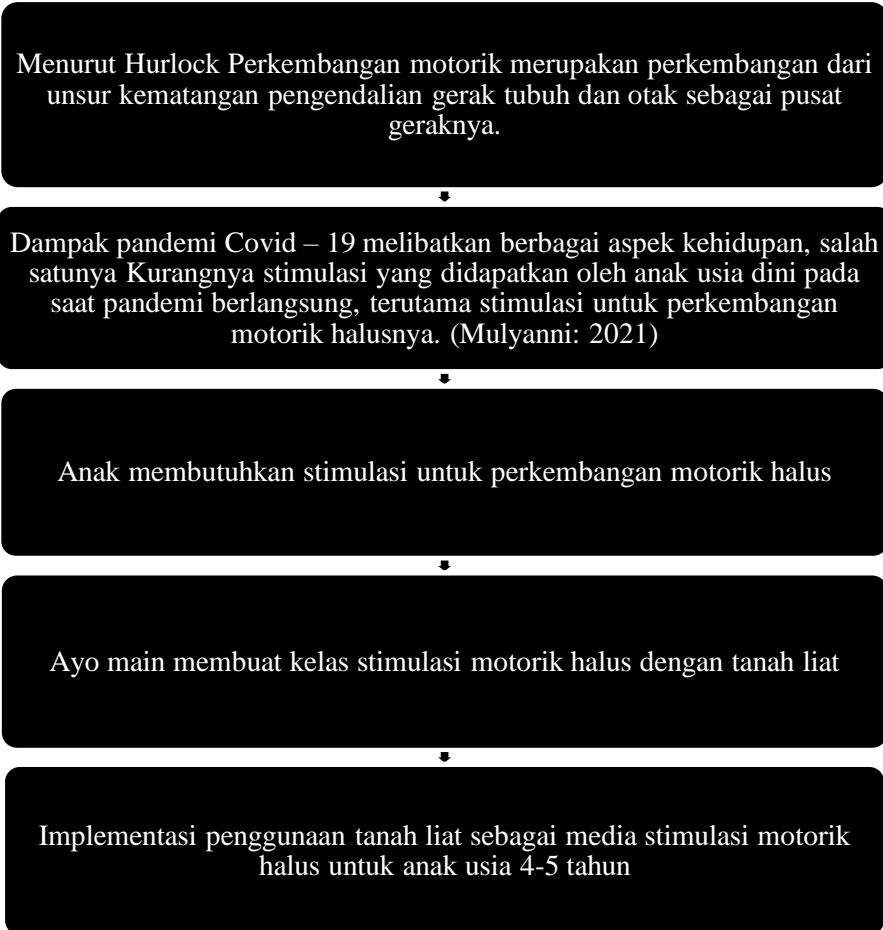 Menurut Hurlock Perkembangan motorik merupakan perkembangan dari
unsur kematangan pengendalian gerak tubuh dan otak sebagai pusat
geraknya.
Dampak pandemi Covid – 19 melibatkan berbagai aspek kehidupan, salah
satunya Kurangnya stimulasi yang didapatkan oleh anak usia dini pada
saat pandemi berlangsung, terutama stimulasi untuk perkembangan
motorik halusnya. (Mulyanni: 2021)
Anak membutuhkan stimulasi untuk perkembangan motorik halus
Ayo main membuat kelas stimulasi motorik halus dengan tanah liat
Implementasi penggunaan tanah liat sebagai media stimulasi motorik
halus untuk anak usia 4-5 tahun